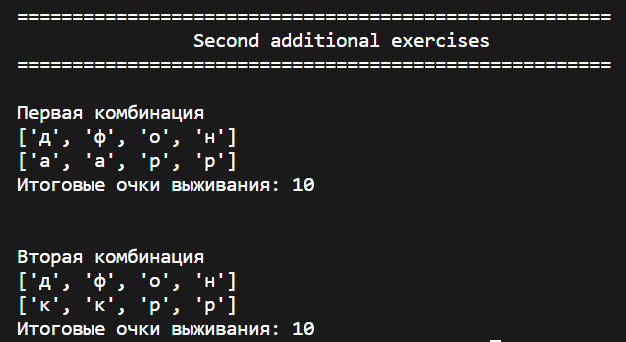 ======================================================
Second additional exercises
======================================================
Первая комбинация
['д', 'ф', 'о', 'н']
['а', 'а', 'р', 'р']
Итоговые очки выживания: 10
Вторая комбинация
['д', 'ф', 'о', 'н']
['к', 'к', 'р', 'р']
Итоговые очки выживания: 10